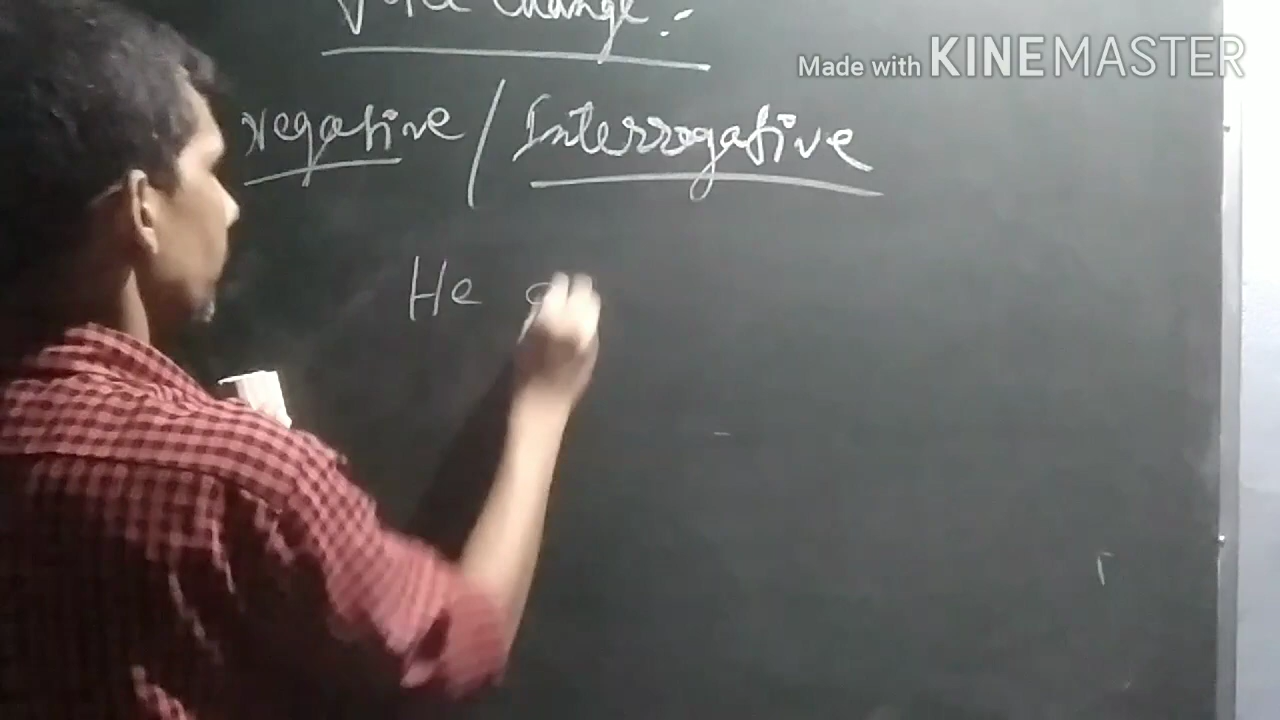 Voice Change :-
Made with KINEMASTER
Negative / Interrogative
He